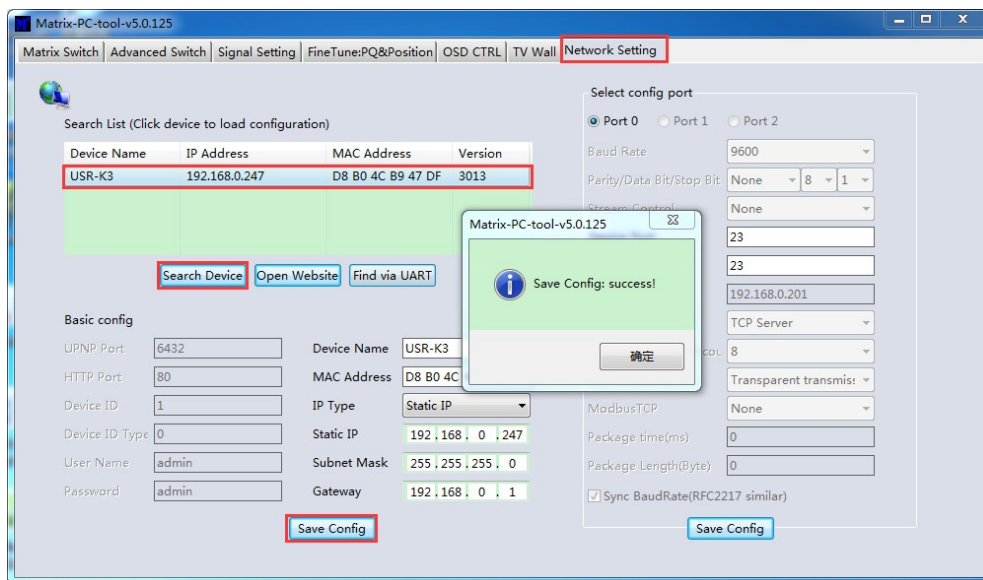 Matrix-PC-tool-v5.0.125
Matrix Switch Advanced Switch Signal Setting FineTune:PQ&Position OSD CTRL TV Wall Network Setting
Search List (Click device to load configuration)
Device Name IP Address MAC Address Version
USR-K3 192.168.0.247 D8 B0 4C B9 47 DF 3013
Search Device Open Website Find via UART
Basic config
UPNP Port 6432
HTTP Port 80
Device ID 1
Device ID Type 0
User Name admin
Password admin
Device Name USR-K3
MAC Address D8 B0 4C
IP Type Static IP
Static IP 192 . 168 . 0 . 247
Subnet Mask 255 . 255 . 255 . 0
Gateway 192 . 168 . 0 . 1
Save Config
Matrix-PC-tool-v5.0.125
Save Config: success!
确定
Select config port
Port 0 Port 1 Port 2
Baud Rate 9600
Parity/Data Bit/Stop Bit None 8 1
Stream Control None
23
23
192.168.0.201
TCP Server
8
Transparent transmis
ModbusTCP None
Package time(ms) 0
Package Length(Byte) 0
Sync BaudRate(RFC2217 similar)
Save Config